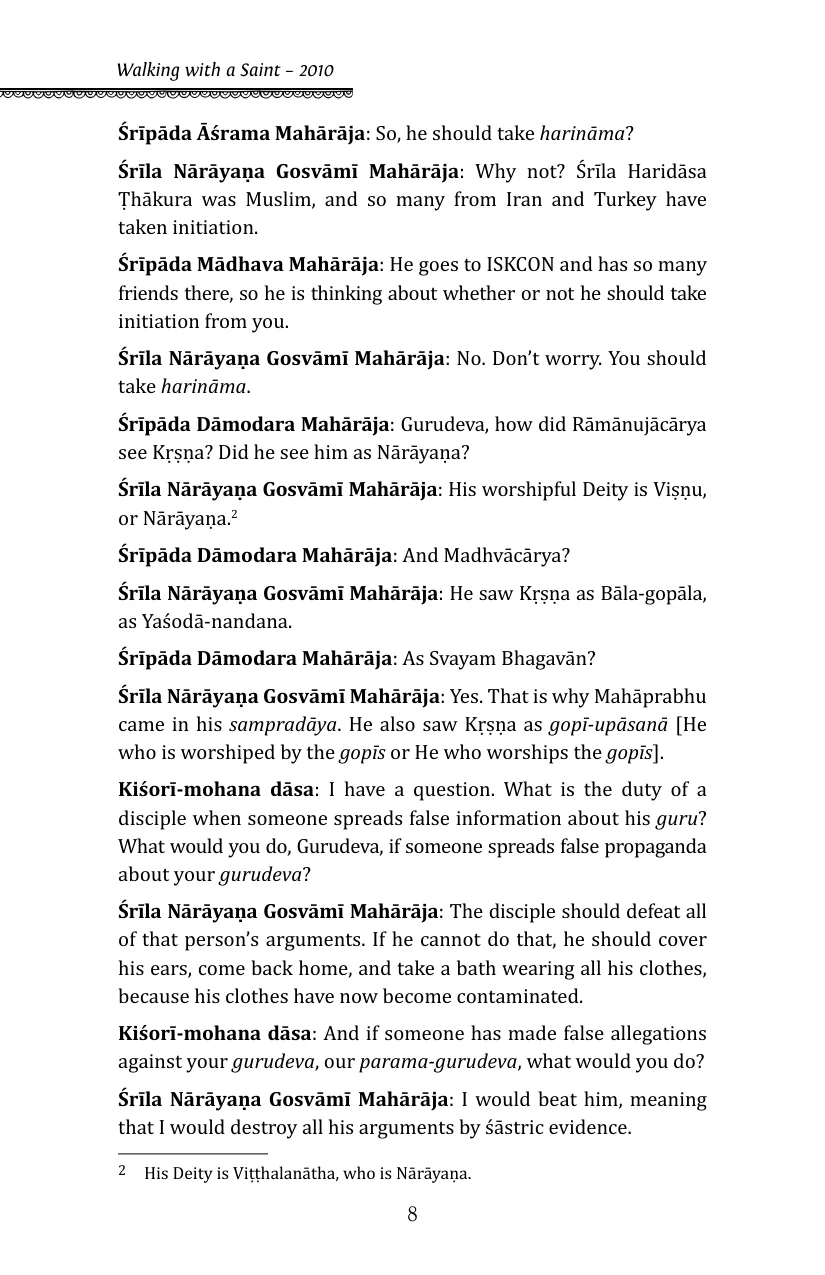 Walking with a Saint – 2010
Śrīpāda Āśrama Mahārāja: So, he should take harināma?
Śrīla Nārāyaṇa Gosvāmī Mahārāja: Why not? Śrīla Haridāsa
Ṭhākura was Muslim, and so many from Iran and Turkey have
taken initiation.
Śrīpāda Mādhava Mahārāja: He goes to ISKCON and has so many
friends there, so he is thinking about whether or not he should take
initiation from you.
Śrīla Nārāyaṇa Gosvāmī Mahārāja: No. Don’t worry. You should
take harināma.
Śrīpāda Dāmodara Mahārāja: Gurudeva, how did Rāmānujācārya
see Kṛṣṇa? Did he see him as Nārāyaṇa?
Śrīla Nārāyaṇa Gosvāmī Mahārāja: His worshipful Deity is Viṣṇu,
or Nārāyaṇa.2
Śrīpāda Dāmodara Mahārāja: And Madhvācārya?
Śrīla Nārāyaṇa Gosvāmī Mahārāja: He saw Kṛṣṇa as Bāla-gopāla,
as Yaśodā-nandana.
Śrīpāda Dāmodara Mahārāja: As Svayam Bhagavān?
Śrīla Nārāyaṇa Gosvāmī Mahārāja: Yes. That is why Mahāprabhu
came in his sampradāya. He also saw Kṛṣṇa as gopī-upāsanā [He
who is worshiped by the gopīs or He who worships the gopīs].
Kiśorī-mohana dāsa: I have a question. What is the duty of a
disciple when someone spreads false information about his guru?
What would you do, Gurudeva, if someone spreads false propaganda
about your gurudeva?
Śrīla Nārāyaṇa Gosvāmī Mahārāja: The disciple should defeat all
of that person’s arguments. If he cannot do that, he should cover
his ears, come back home, and take a bath wearing all his clothes,
because his clothes have now become contaminated.
Kiśorī-mohana dāsa: And if someone has made false allegations
against your gurudeva, our parama-gurudeva, what would you do?
Śrīla Nārāyaṇa Gosvāmī Mahārāja: I would beat him, meaning
that I would destroy all his arguments by śāstric evidence.
2 His Deity is Viṭṭhalanātha, who is Nārāyaṇa.
8